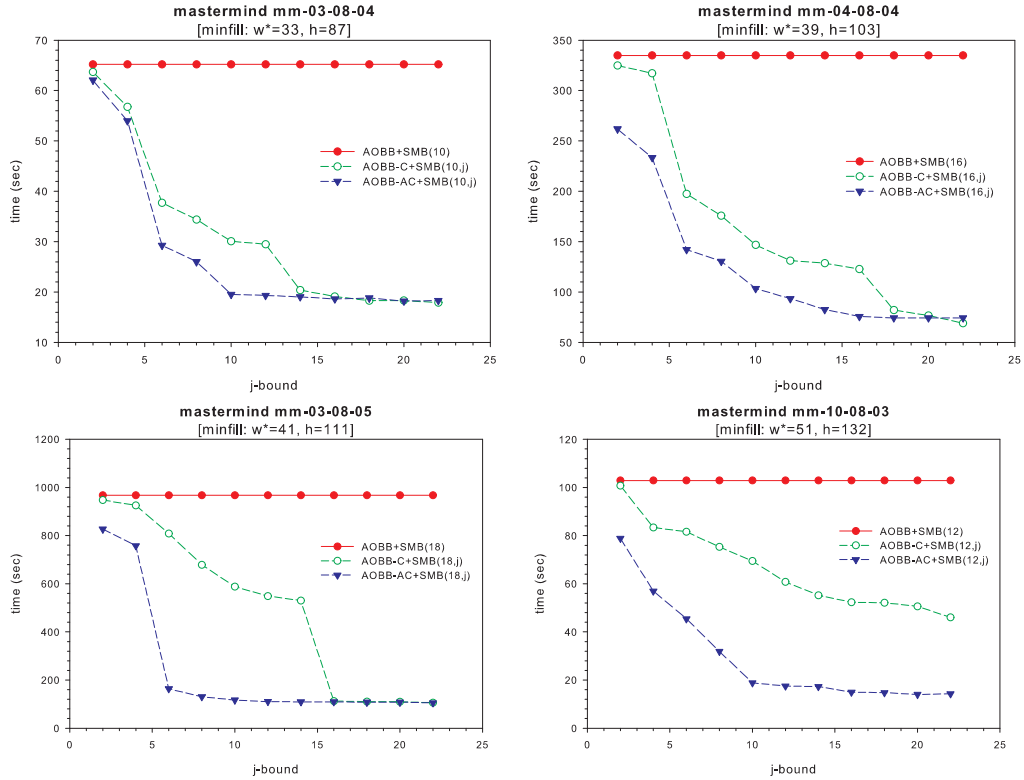 mastermind mm-03-08-04
[minfill: w*=33, h=87]
70
60
50
40
30
20
10
time (sec)
AOBB+SMB(10)
AOBB-C+SMB(10,j)
AOBB-AC+SMB(10,j)
0 5 10 15 20 25
j-bound
mastermind mm-04-08-04
[minfill: w*=39, h=103]
350
300
250
200
150
100
50
time (sec)
AOBB+SMB(16)
AOBB-C+SMB(16,j)
AOBB-AC+SMB(16,j)
0 5 10 15 20 25
j-bound
mastermind mm-03-08-05
[minfill: w*=41, h=111]
1200
1000
800
600
400
200
0
time (sec)
AOBB+SMB(18)
AOBB-C+SMB(18,j)
AOBB-AC+SMB(18,j)
0 5 10 15 20 25
j-bound
mastermind mm-10-08-03
[minfill: w*=51, h=132]
120
100
80
60
40
20
0
time (sec)
AOBB+SMB(12)
AOBB-C+SMB(12,j)
AOBB-AC+SMB(12,j)
0 5 10 15 20 25
j-bound